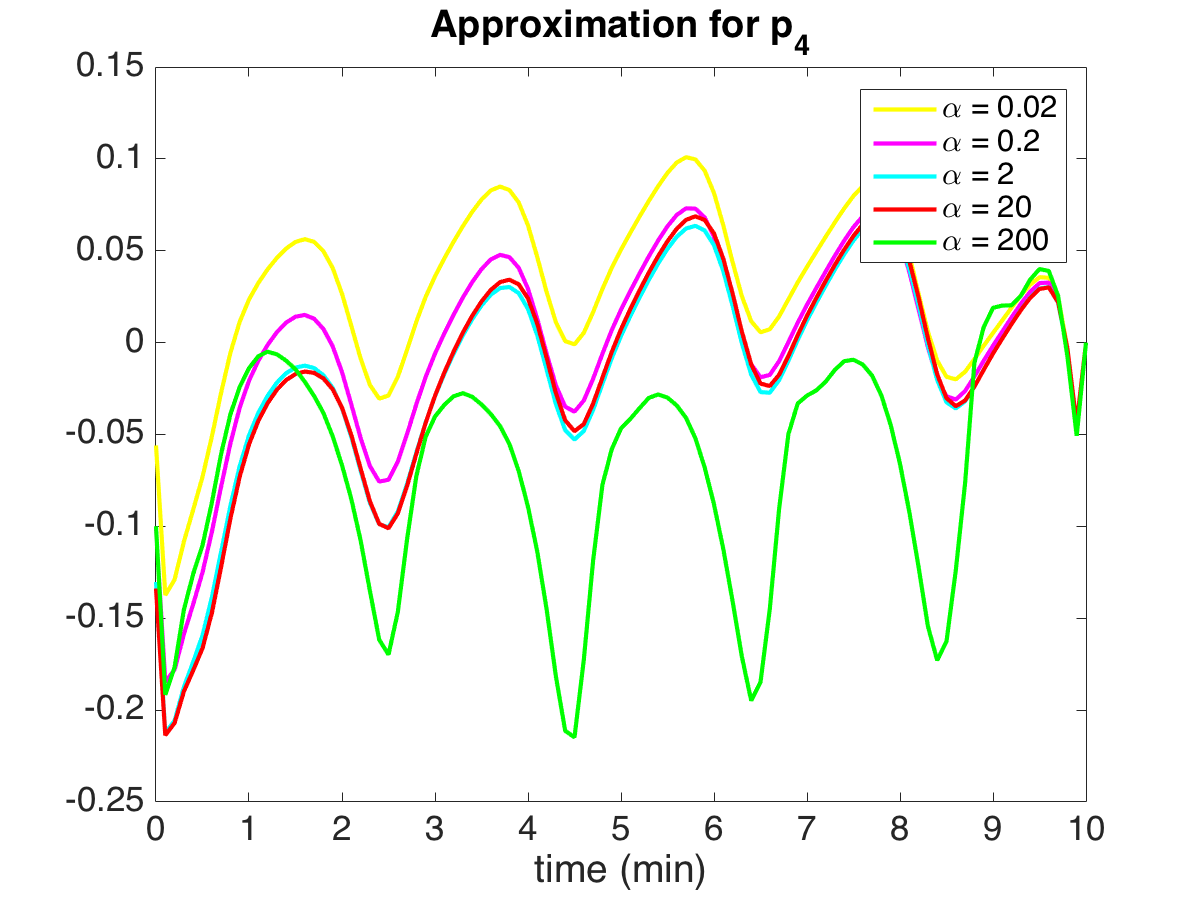 Approximation for p₄
0.15
0.1
0.05
0
-0.05
-0.1
-0.15
-0.2
-0.25
α = 0.02
α = 0.2
α = 2
α = 20
α = 200
0 1 2 3 4 5 6 7 8 9 10
time (min)